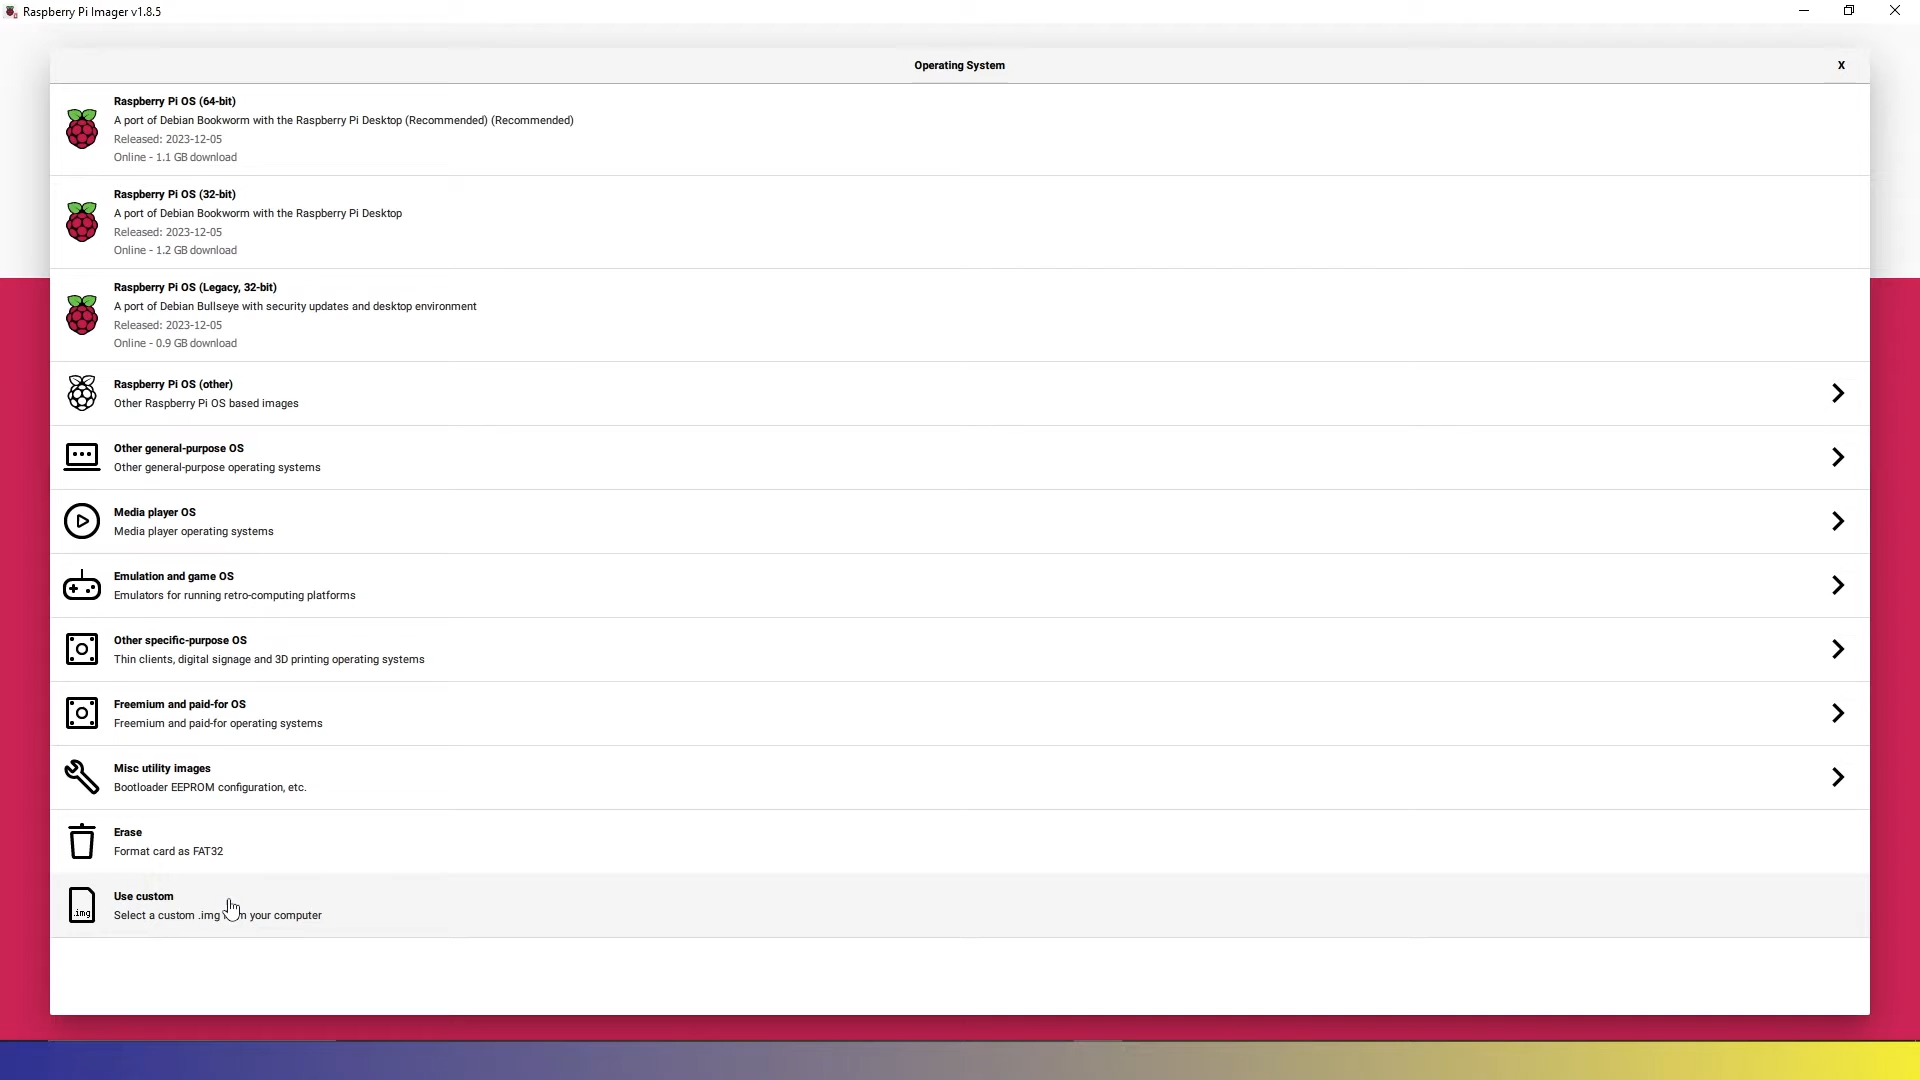 Raspberry Pi Imager v1.8.5
Operating System
X
Raspberry Pi OS (64-bit)
A port of Debian Bookworm with the Raspberry Pi Desktop (Recommended) (Recommended)
Released: 2023-12-05
Online - 1.1 GB download
Raspberry Pi OS (32-bit)
A port of Debian Bookworm with the Raspberry Pi Desktop
Released: 2023-12-05
Online - 1.2 GB download
Raspberry Pi OS (Legacy, 32-bit)
A port of Debian Bullseye with security updates and desktop environment
Released: 2023-12-05
Online - 0.9 GB download
Raspberry Pi OS (other)
Other Raspberry Pi OS based images
Other general-purpose OS
Other general-purpose operating systems
Media player OS
Media player operating systems
Emulation and game OS
Emulators for running retro-computing platforms
Other specific-purpose OS
Thin clients, digital signage and 3D printing operating systems
Freemium and paid-for OS
Freemium and paid-for operating systems
Misc utility images
Bootloader EEPROM configuration, etc.
Erase
Format card as FAT32
.img
Use custom
Select a custom .img your computer